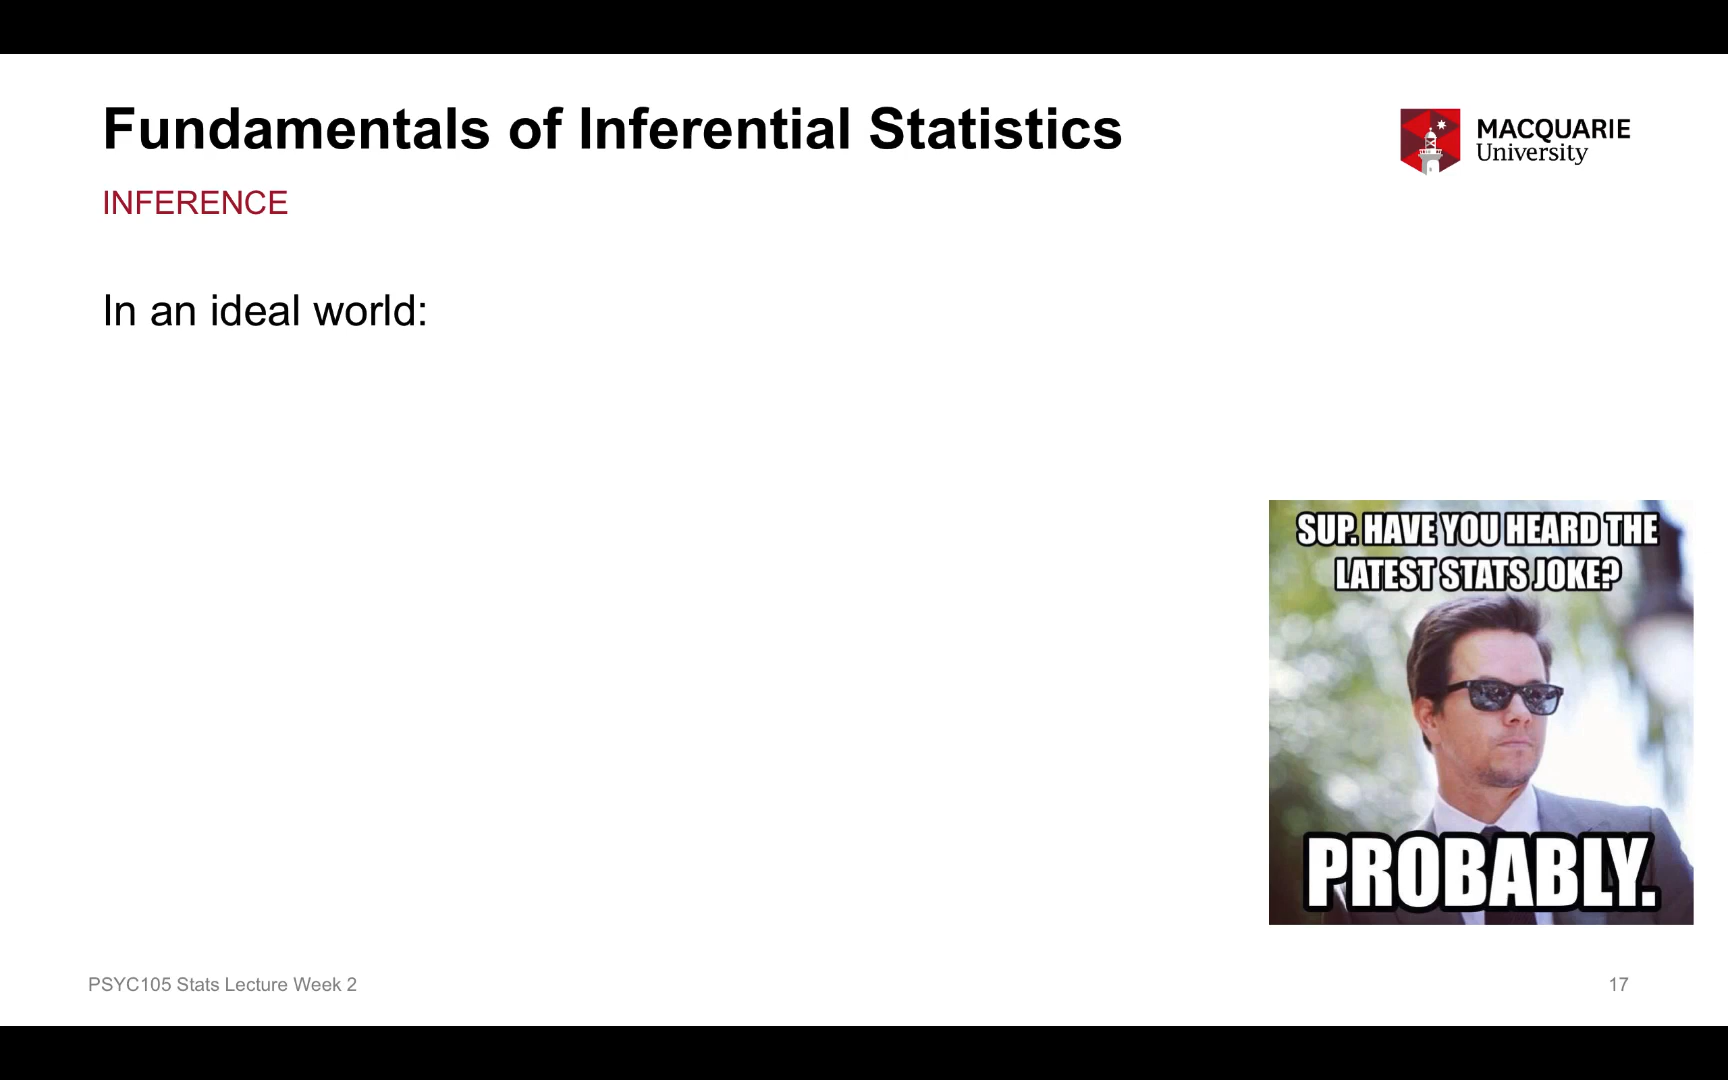 Fundamentals of Inferential Statistics
MACQUARIE
University
INFERENCE
In an ideal world:
SUP. HAVE YOU HEARD THE
LATEST STATS JOKE?
PROBABLY.
PSYC105 Stats Lecture Week 2
17